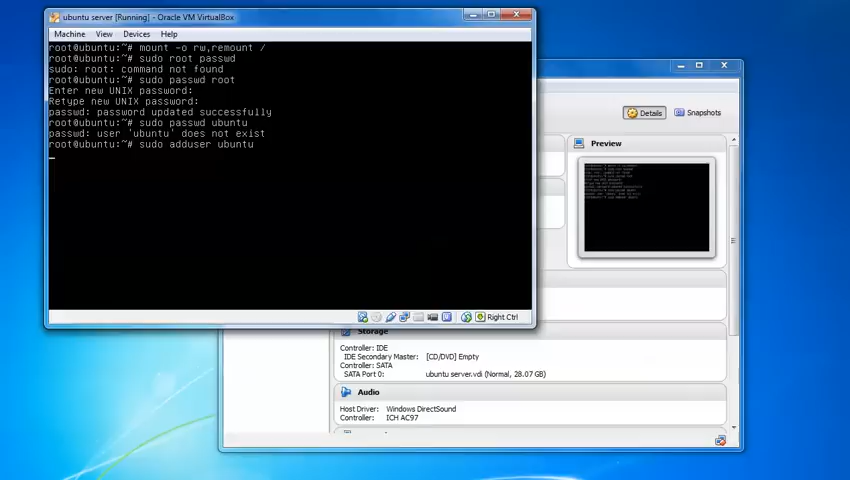 ubuntu server [Running] - Oracle VM VirtualBox
Machine View Devices Help
root@ubuntu:~# mount -o rw,remount /
root@ubuntu:~# sudo root passwd
sudo: root: command not found
root@ubuntu:~# sudo passwd root
Enter new UNIX password:
Retype new UNIX password:
passwd: password updated successfully
root@ubuntu:~# sudo passwd ubuntu
passwd: user 'ubuntu' does not exist
root@ubuntu:~# sudo adduser ubuntu
Right Ctrl
Details Snapshots
Preview
Storage
Controller: IDE
IDE Secondary Master: [CD/DVD] Empty
Controller: SATA
SATA Port 0: ubuntu server.vdi (Normal, 28.07 GB)
Audio
Host Driver: Windows DirectSound
Controller: ICH AC97